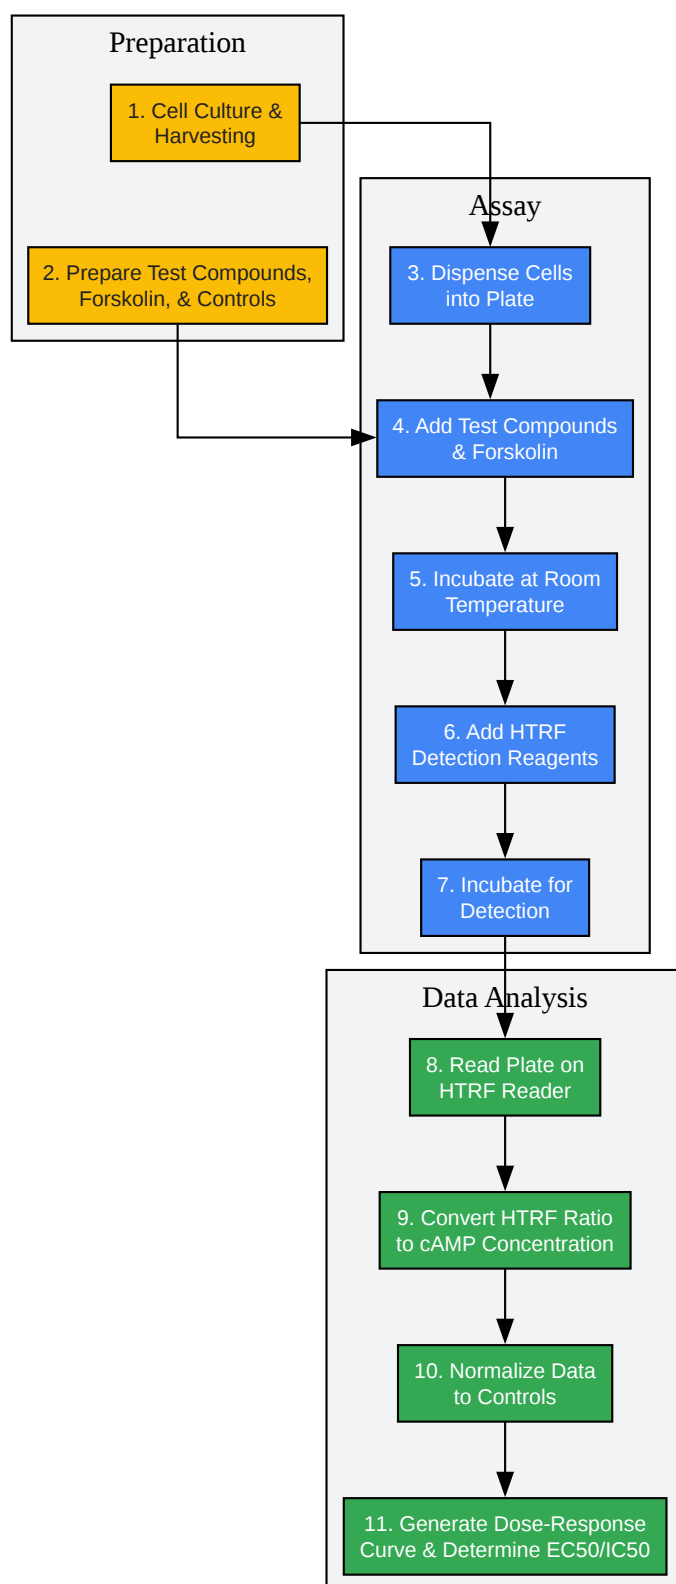 Preparation
1. Cell Culture &
Harvesting
2. Prepare Test Compounds,
Forskolin, & Controls
Assay
3. Dispense Cells
into Plate
4. Add Test Compounds
& Forskolin
5. Incubate at Room
Temperature
6. Add HTRF
Detection Reagents
7. Incubate for
Detection
Data Analysis
8. Read Plate on
HTRF Reader
9. Convert HTRF Ratio
to cAMP Concentration
10. Normalize Data
to Controls
11. Generate Dose-Response
Curve & Determine EC50/IC50